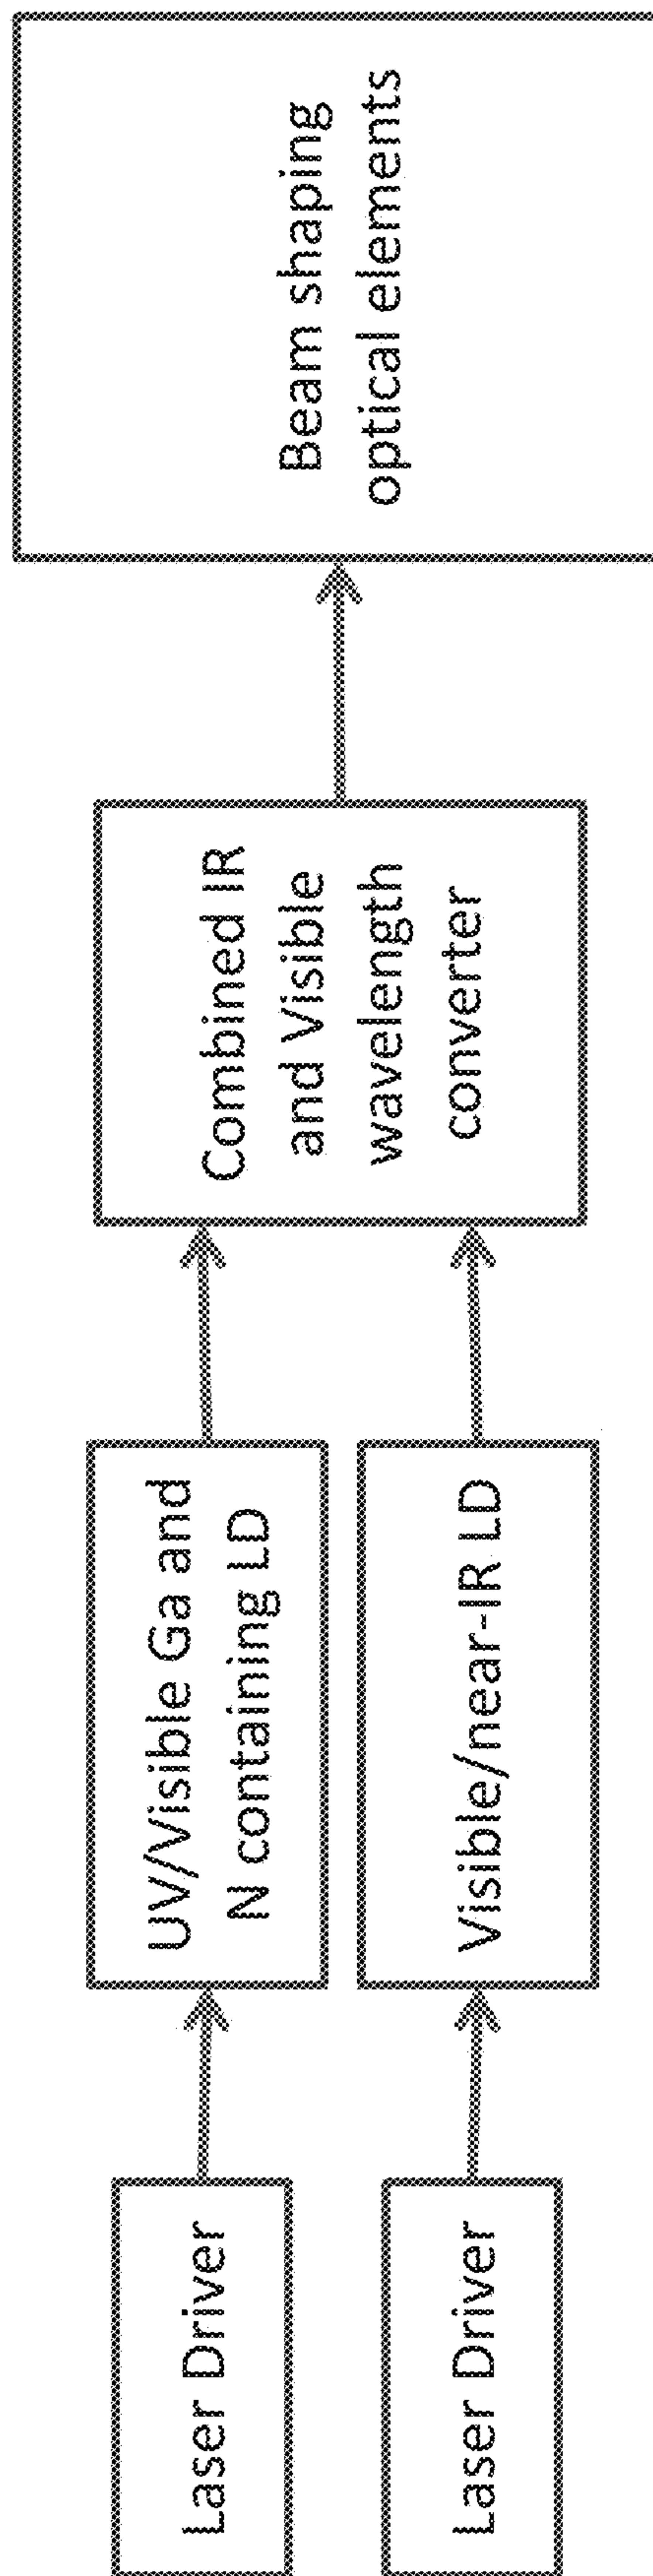 Laser Driver
UV/Visible Ga and
N containing LD
Laser Driver
Visible/near-IR LD
Combined IR
and Visible
wavelength
converter
Beam shaping
optical elements